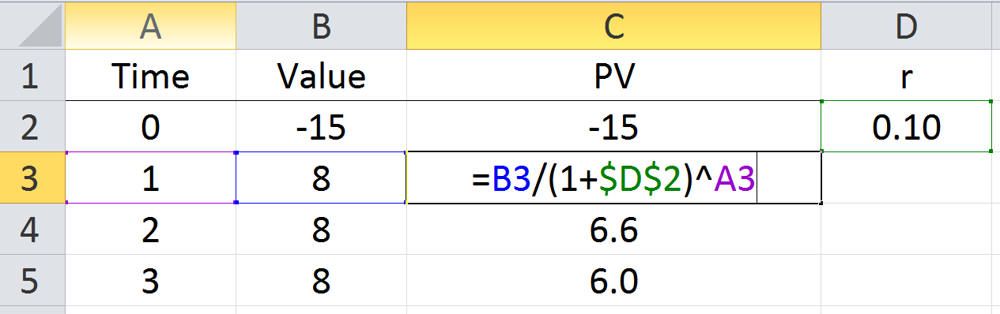 A B C D
1 Time Value PV r
2 0 -15 -15 0.10
3 1 8 =B3/(1+$D$2)^A3
4 2 8 6.6
5 3 8 6.0